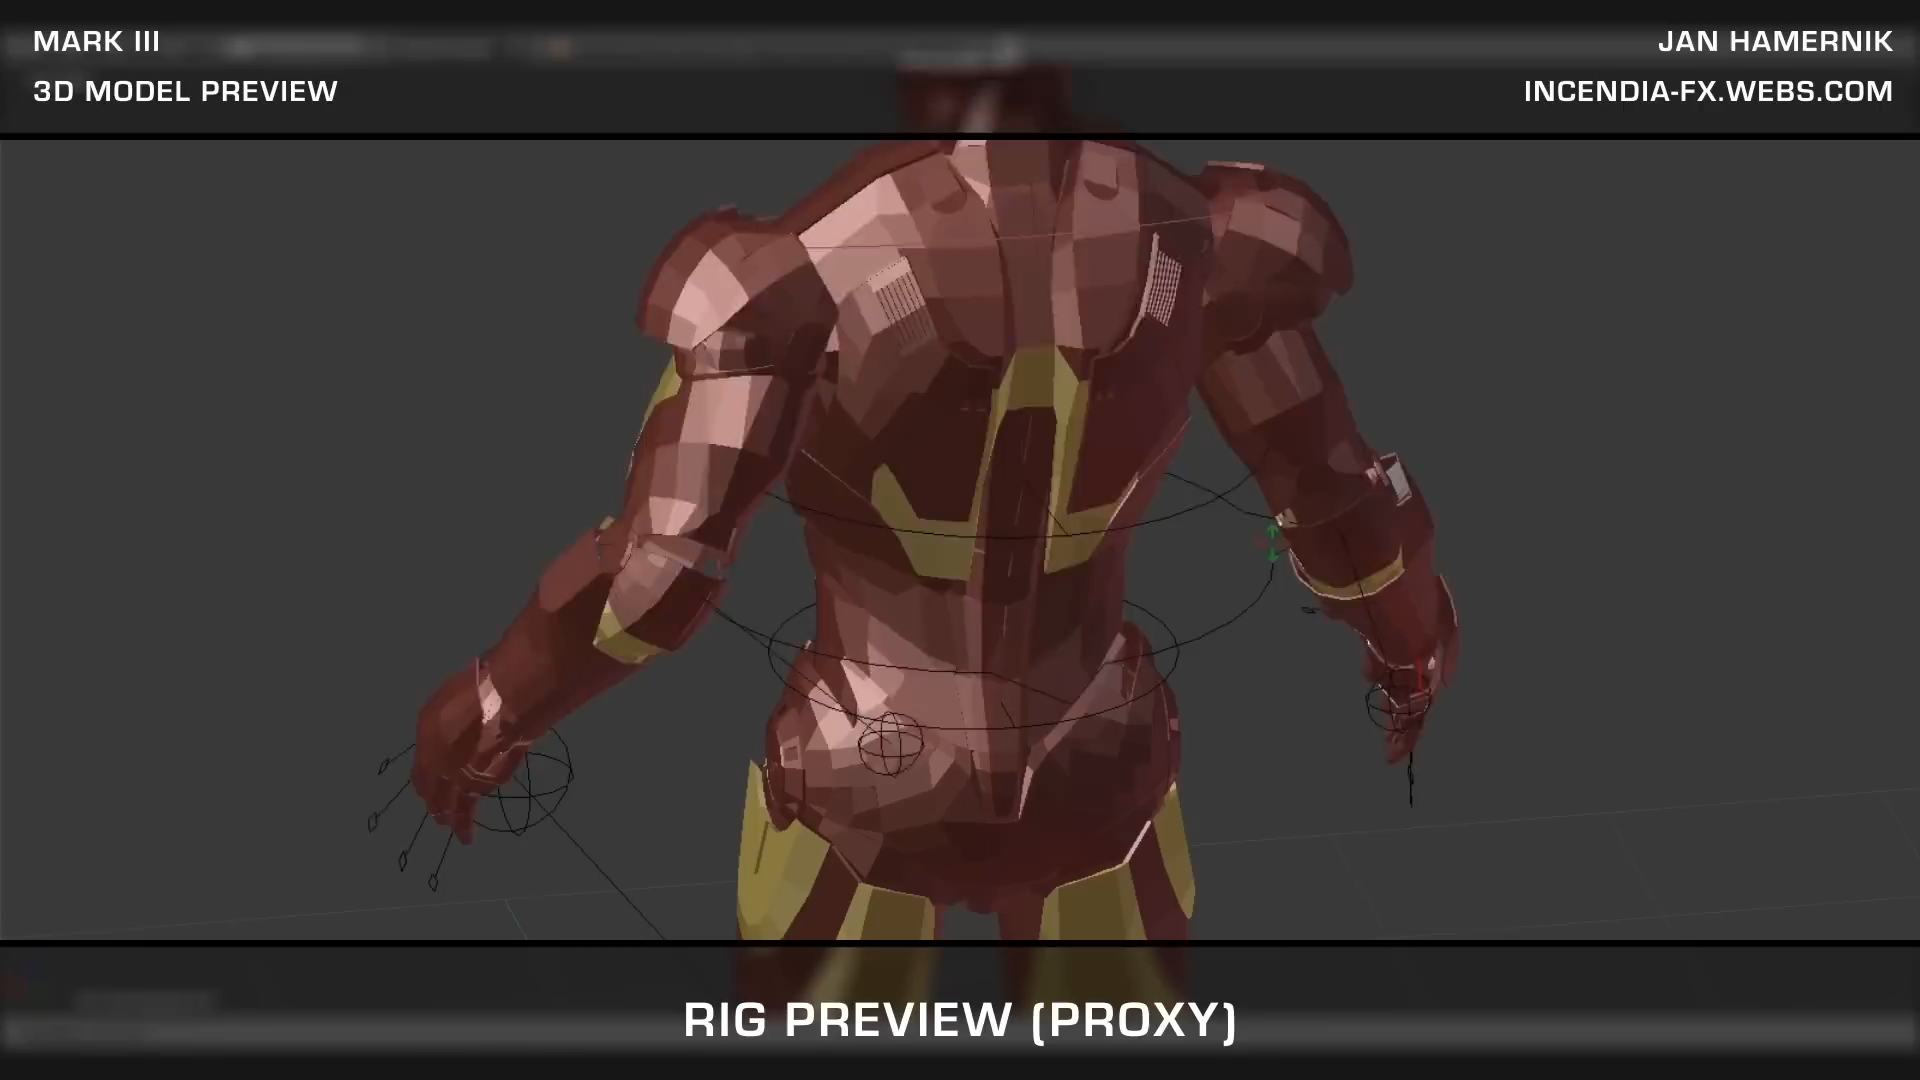 MARK III
3D MODEL PREVIEW
JAN HAMERNIK
INCENDIA-FX.WEBS.COM
RIG PREVIEW (PROXY)